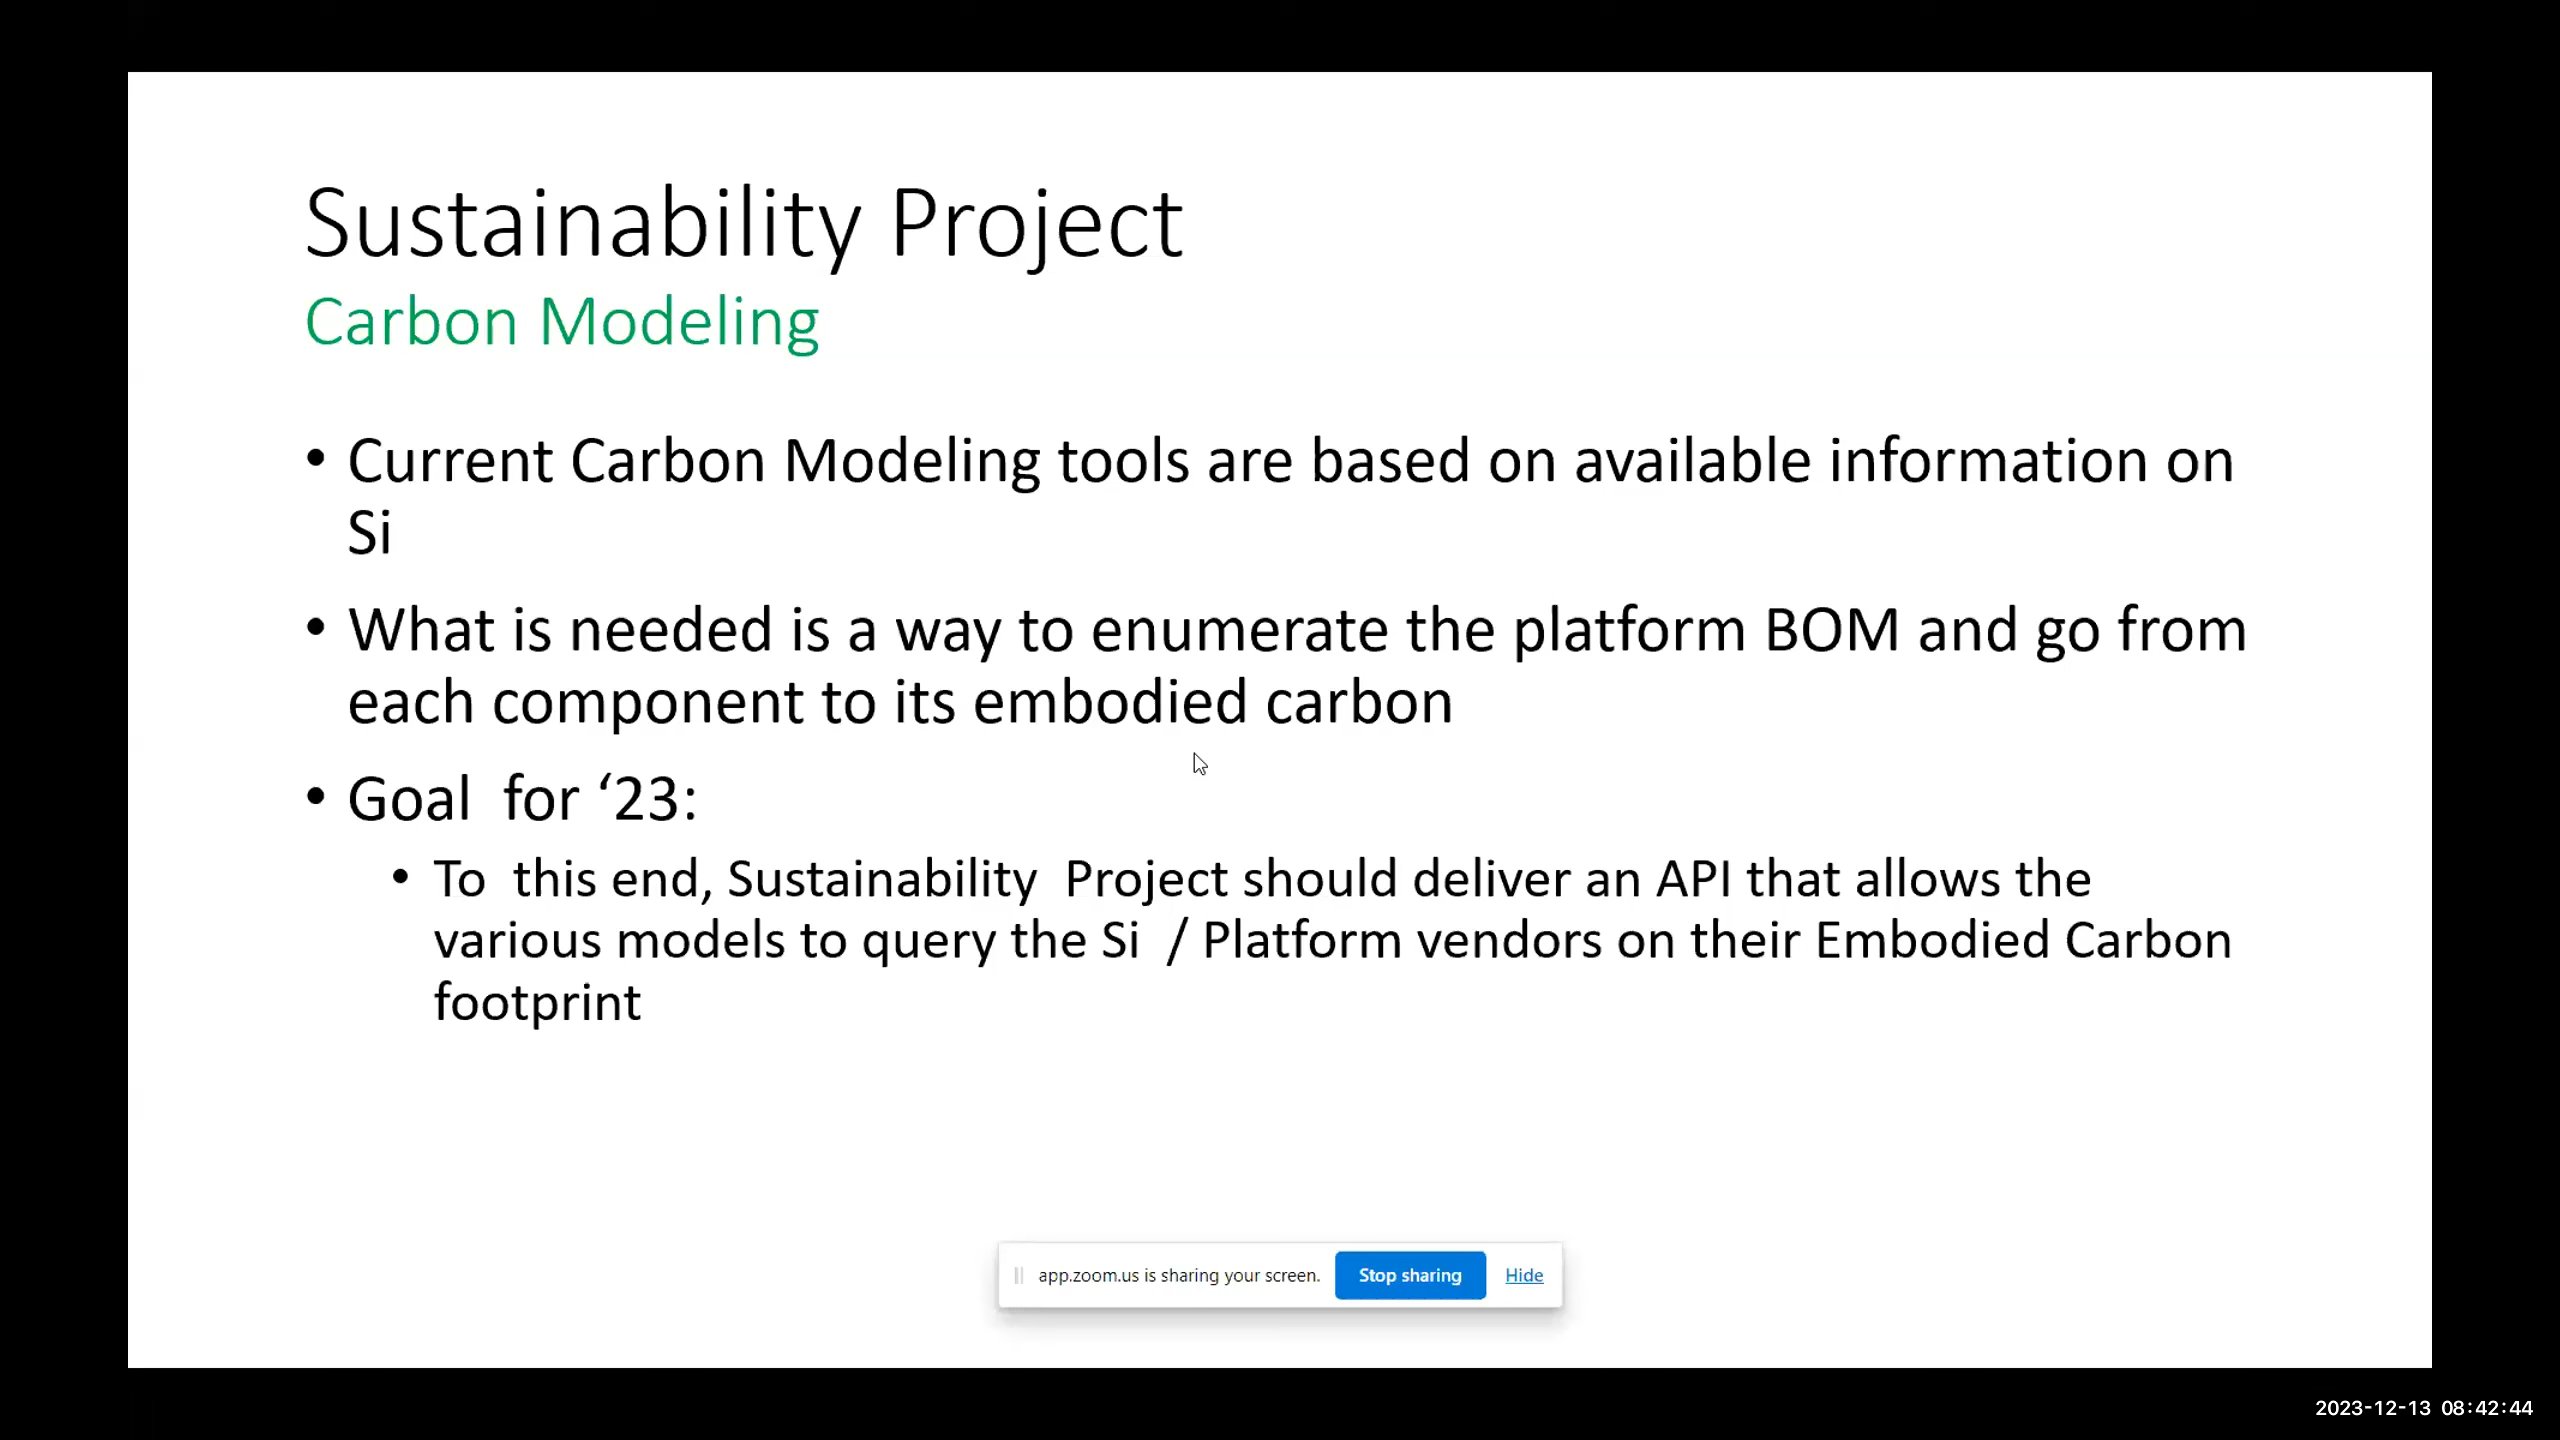 Sustainability Project
Carbon Modeling
• Current Carbon Modeling tools are based on available information on
Si
• What is needed is a way to enumerate the platform BOM and go from
each component to its embodied carbon
• Goal  for ‘23:
• To  this end, Sustainability  Project should deliver an API that allows the
various models to query the Si  / Platform vendors on their Embodied Carbon
footprint
app.zoom.us is sharing your screen. Stop sharing Hide
2023-12-13 08:42:44